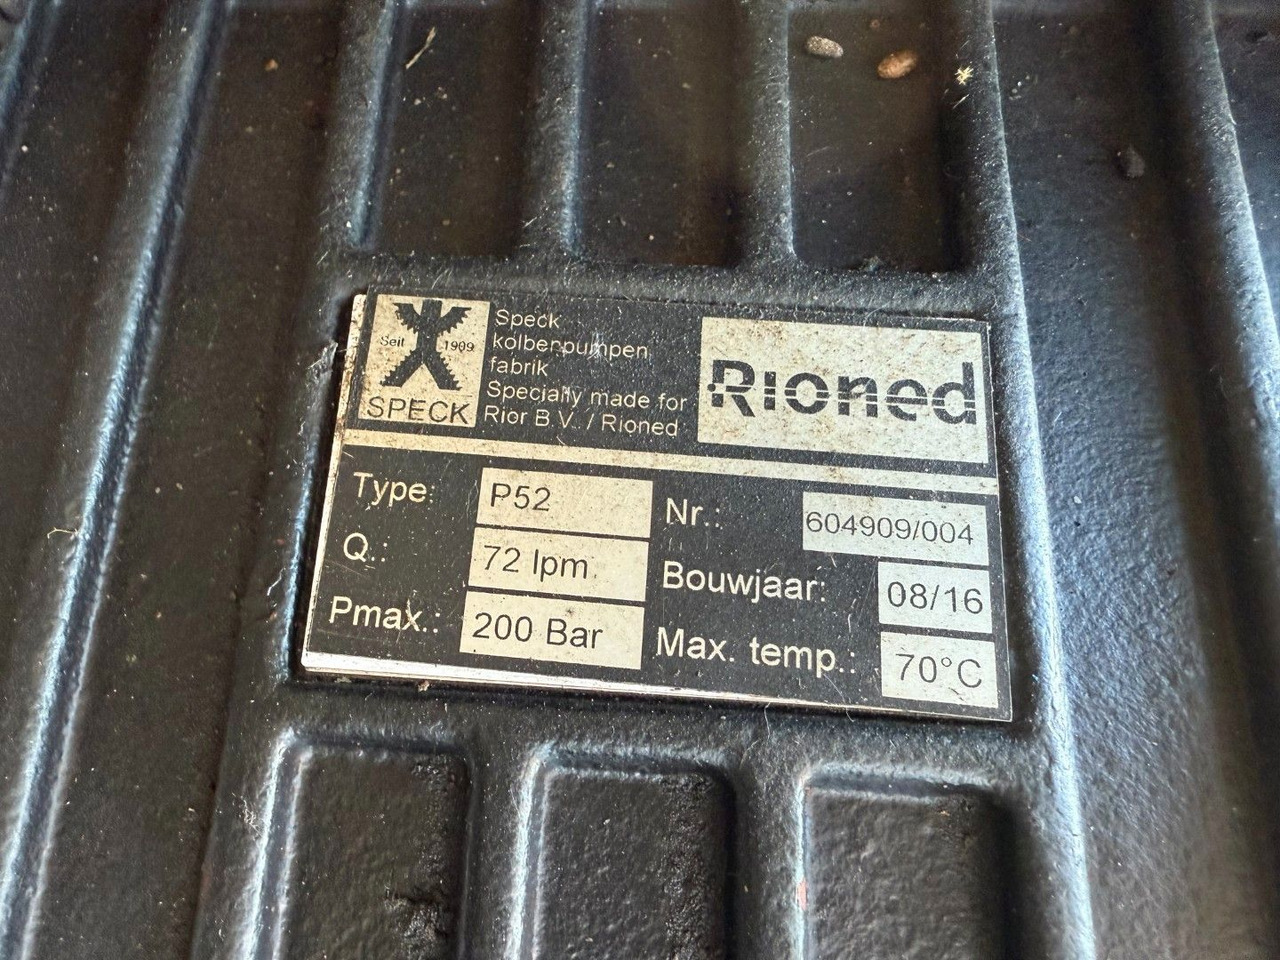 Seit 1909
SPECK
Speck
kolbenpumpen
fabrik
Specially made for
Rior B.V. / Rioned
Rioned
Type: P52
Nr.: 604909/004
Q.: 72 lpm
Bouwjaar: 08/16
Pmax.: 200 Bar
Max. temp.: 70°C